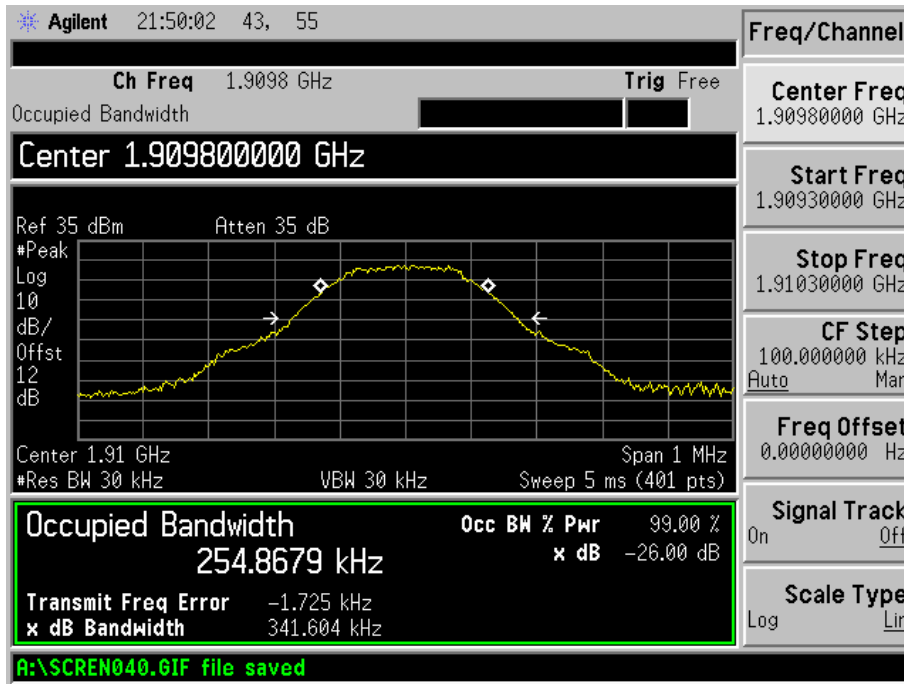 Agilent 21:50:02 43, 55
Ch Freq 1.9098 GHz Trig Free
Occupied Bandwidth
Center 1.909800000 GHz
Ref 35 dBm Atten 35 dB
#Peak
Log
10
dB/
Offst
12
dB
Center 1.91 GHz Span 1 MHz
#Res BW 30 kHz VBW 30 kHz Sweep 5 ms (401 pts)
Occupied Bandwidth Occ BW % Pwr 99.00 %
254.8679 kHz x dB -26.00 dB
Transmit Freq Error -1.725 kHz
x dB Bandwidth 341.604 kHz
A:\SCREN040.GIF file saved
Freq/Channel
Center Freq
1.90980000 GHz
Start Freq
1.90930000 GHz
Stop Freq
1.91030000 GHz
CF Step
100.000000 kHz
Auto Man
Freq Offset
0.00000000 Hz
Signal Track
On Off
Scale Type
Log Lin